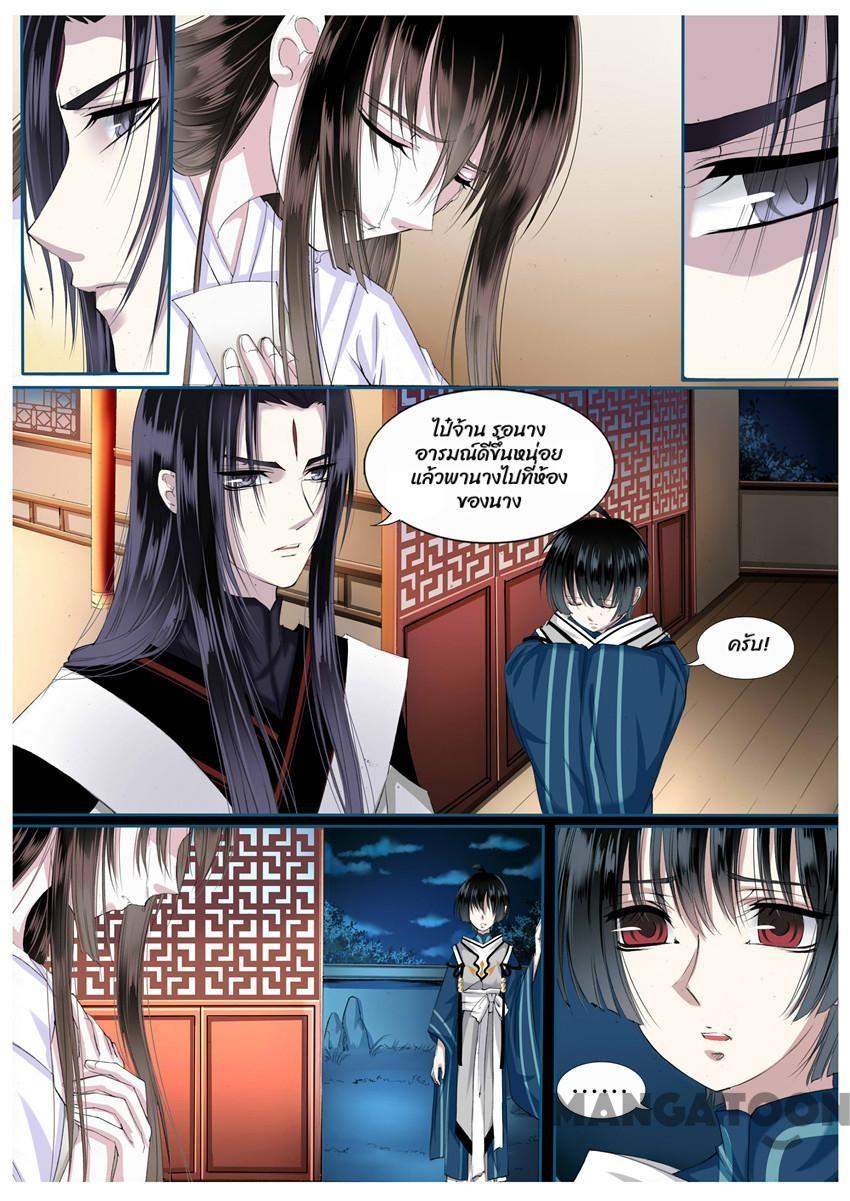 ไป๋จ้าน รอนาง
อารมณ์ดีขึ้นหน่อย
แล้วพานางไปที่ห้อง
ของนาง
ครับ!
.......
MANGATOON